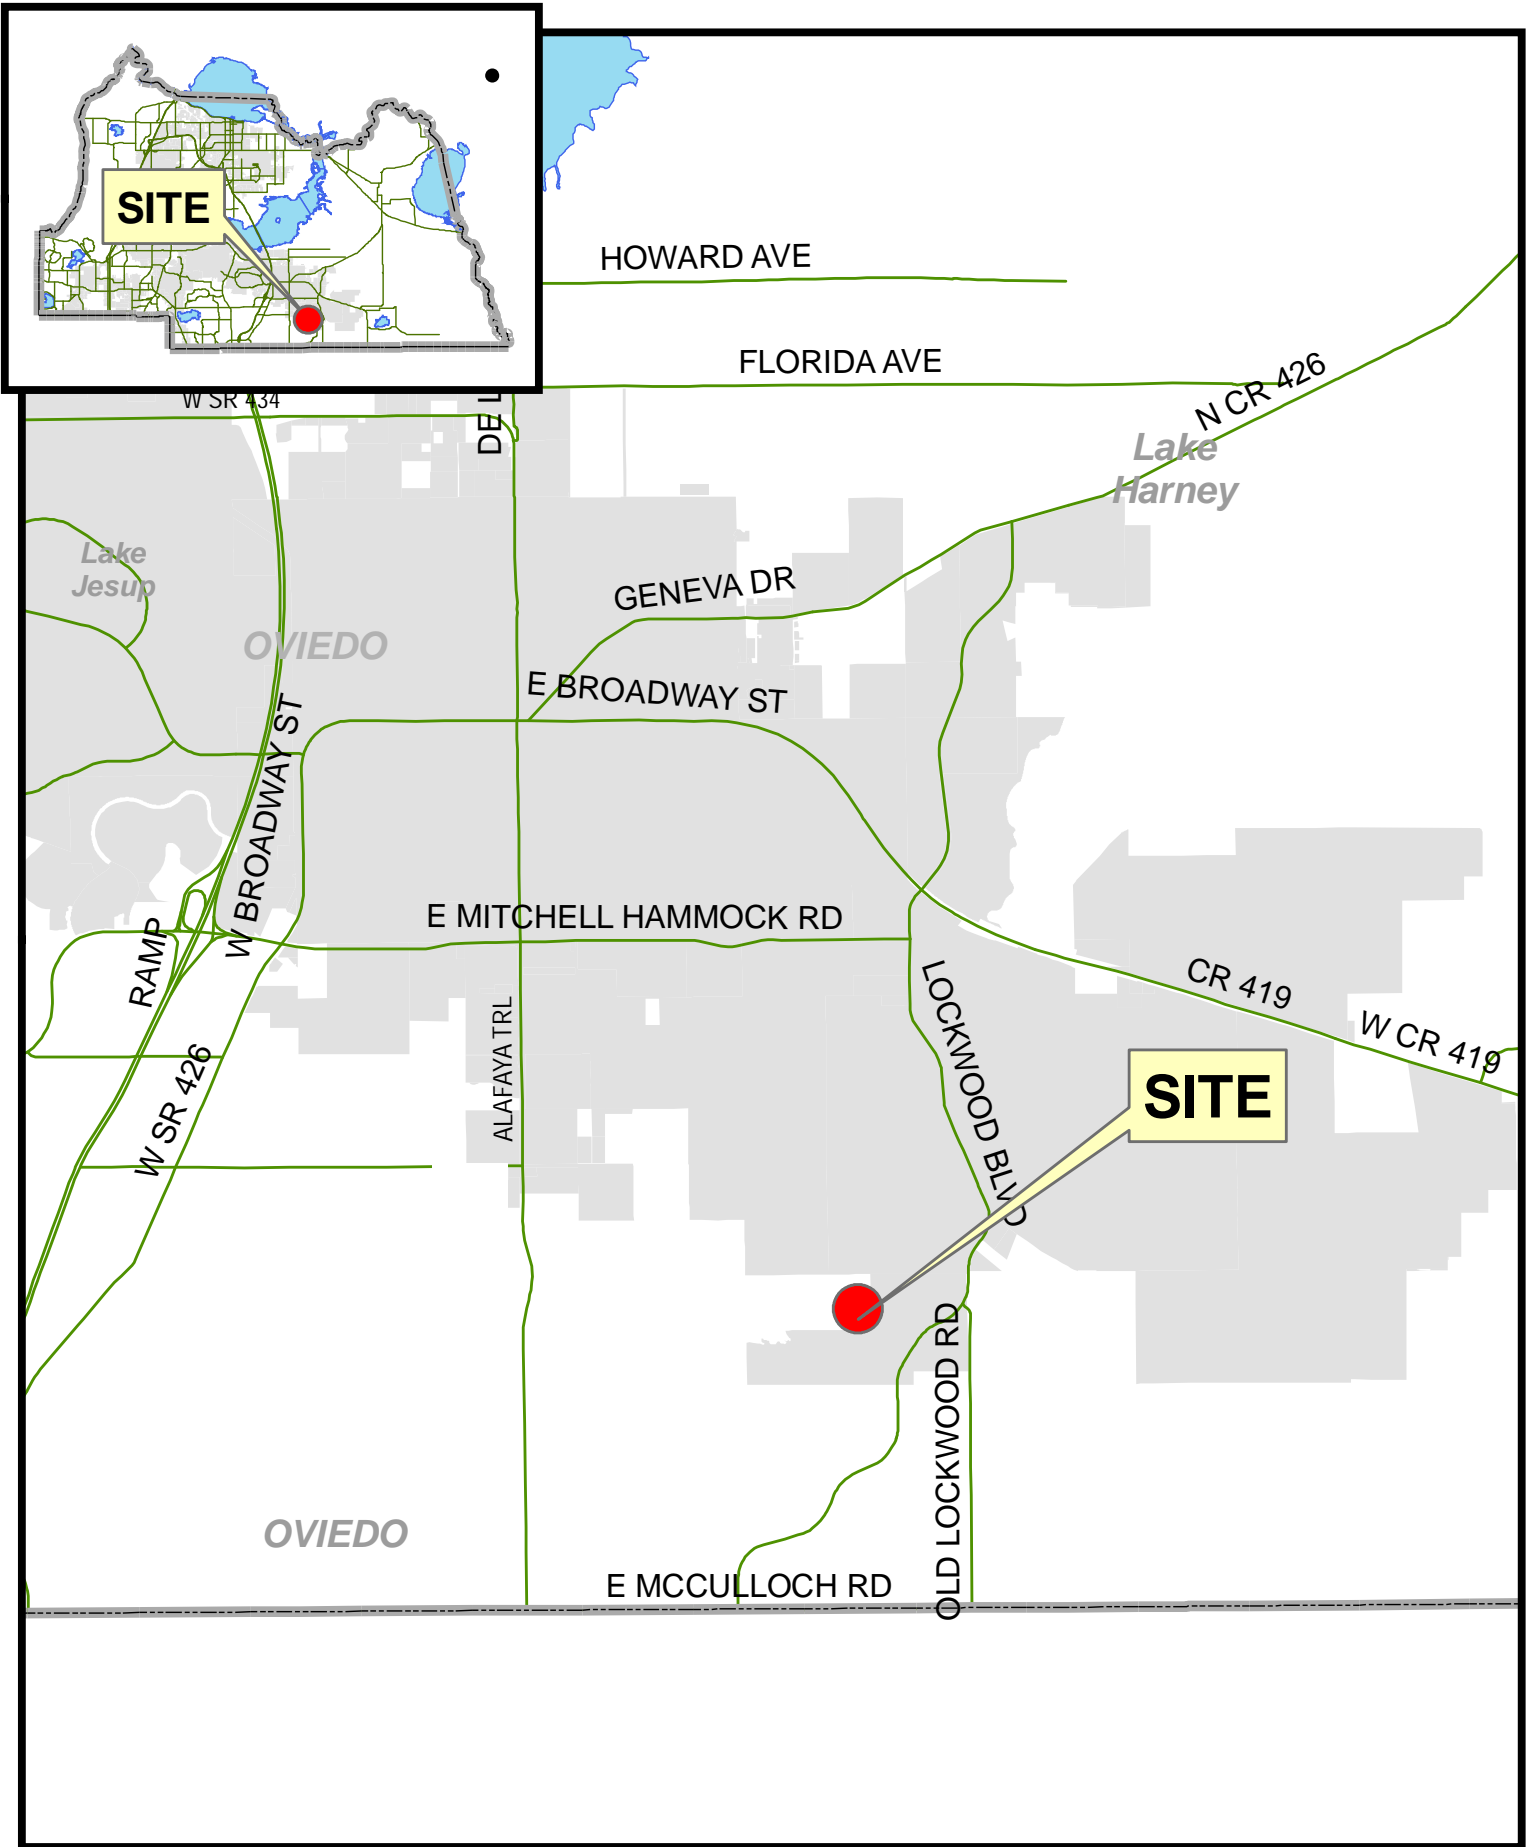 SITE
HOWARD AVE
FLORIDA AVE
N CR 426
W SR 434
DE L
Lake
Harney
Lake
Jesup
GENEVA DR
OVIEDO
E BROADWAY ST
W BROADWAY ST
E MITCHELL HAMMOCK RD
RAMP
LOCKWOOD BLVD
CR 419
W CR 419
ALAFAYA TRL
W SR 426
SITE
OLD LOCKWOOD RD
OVIEDO
E MCCULLOCH RD